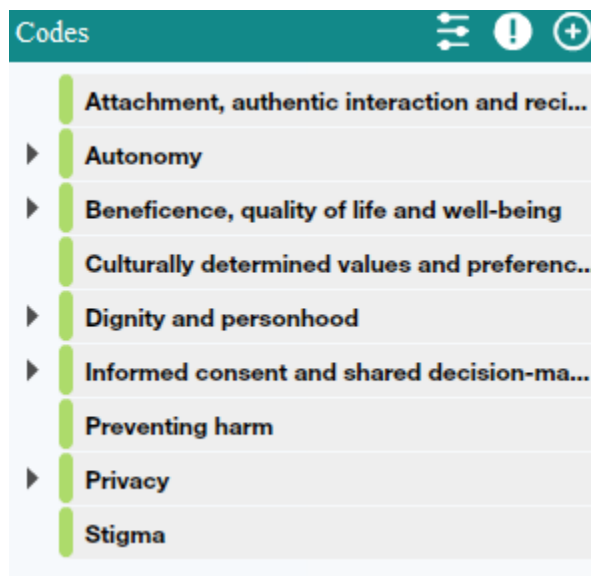 Codes
Attachment, authentic interaction and reci...
Autonomy
Beneficence, quality of life and well-being
Culturally determined values and preferenc...
Dignity and personhood
Informed consent and shared decision-ma...
Preventing harm
Privacy
Stigma